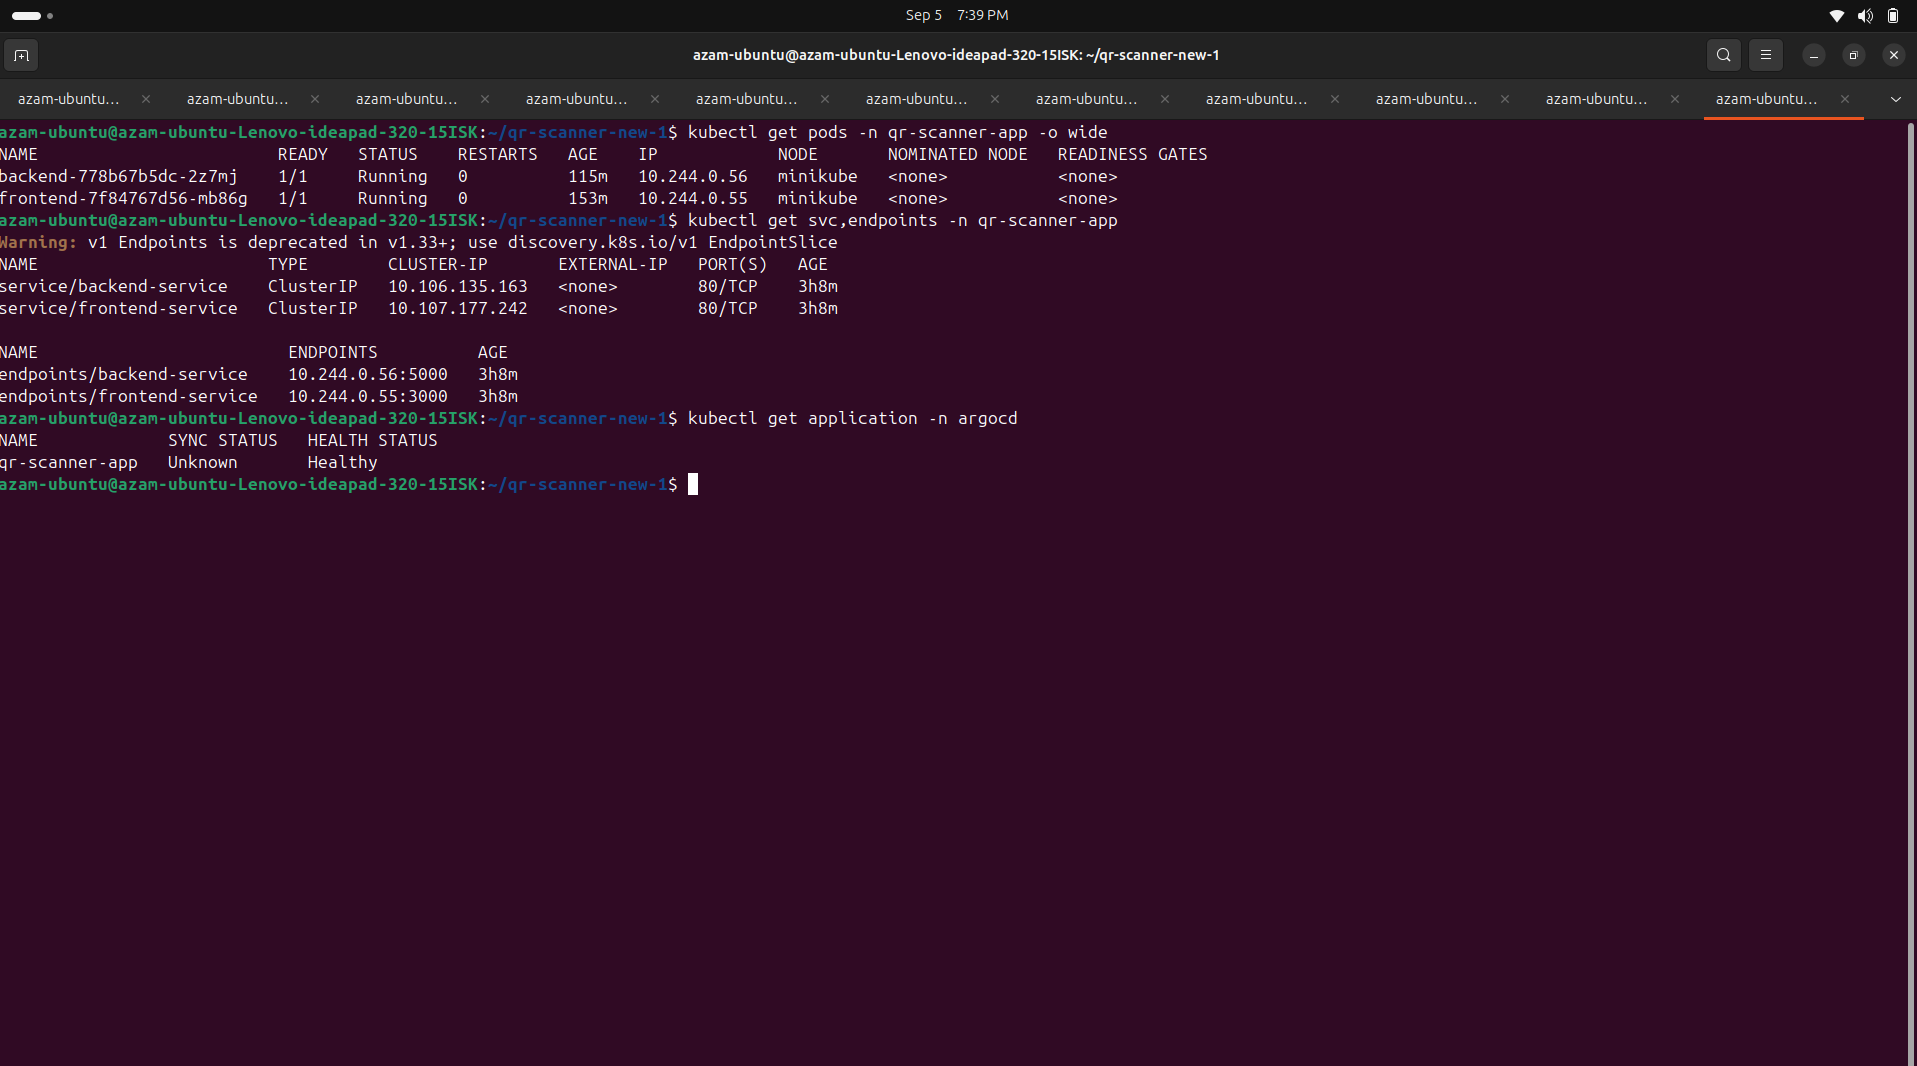 Sep 5 7:39 PM
azam-ubuntu@azam-ubuntu-Lenovo-ideapad-320-15ISK: ~/qr-scanner-new-1
azam-ubuntu... azam-ubuntu... azam-ubuntu... azam-ubuntu... azam-ubuntu... azam-ubuntu... azam-ubuntu... azam-ubuntu... azam-ubuntu... azam-ubuntu... azam-ubuntu...
azam-ubuntu@azam-ubuntu-Lenovo-ideapad-320-15ISK:~/qr-scanner-new-1$ kubectl get pods -n qr-scanner-app -o wide
NAME READY STATUS RESTARTS AGE IP NODE NOMINATED NODE READINESS GATES
backend-778b67b5dc-2z7mj 1/1 Running 0 115m 10.244.0.56 minikube <none> <none>
frontend-7f84767d56-mb86g 1/1 Running 0 153m 10.244.0.55 minikube <none> <none>
azam-ubuntu@azam-ubuntu-Lenovo-ideapad-320-15ISK:~/qr-scanner-new-1$ kubectl get svc,endpoints -n qr-scanner-app
Warning: v1 Endpoints is deprecated in v1.33+; use discovery.k8s.io/v1 EndpointSlice
NAME TYPE CLUSTER-IP EXTERNAL-IP PORT(S) AGE
service/backend-service ClusterIP 10.106.135.163 <none> 80/TCP 3h8m
service/frontend-service ClusterIP 10.107.177.242 <none> 80/TCP 3h8m
NAME ENDPOINTS AGE
endpoints/backend-service 10.244.0.56:5000 3h8m
endpoints/frontend-service 10.244.0.55:3000 3h8m
azam-ubuntu@azam-ubuntu-Lenovo-ideapad-320-15ISK:~/qr-scanner-new-1$ kubectl get application -n argocd
NAME SYNC STATUS HEALTH STATUS
qr-scanner-app Unknown Healthy
azam-ubuntu@azam-ubuntu-Lenovo-ideapad-320-15ISK:~/qr-scanner-new-1$